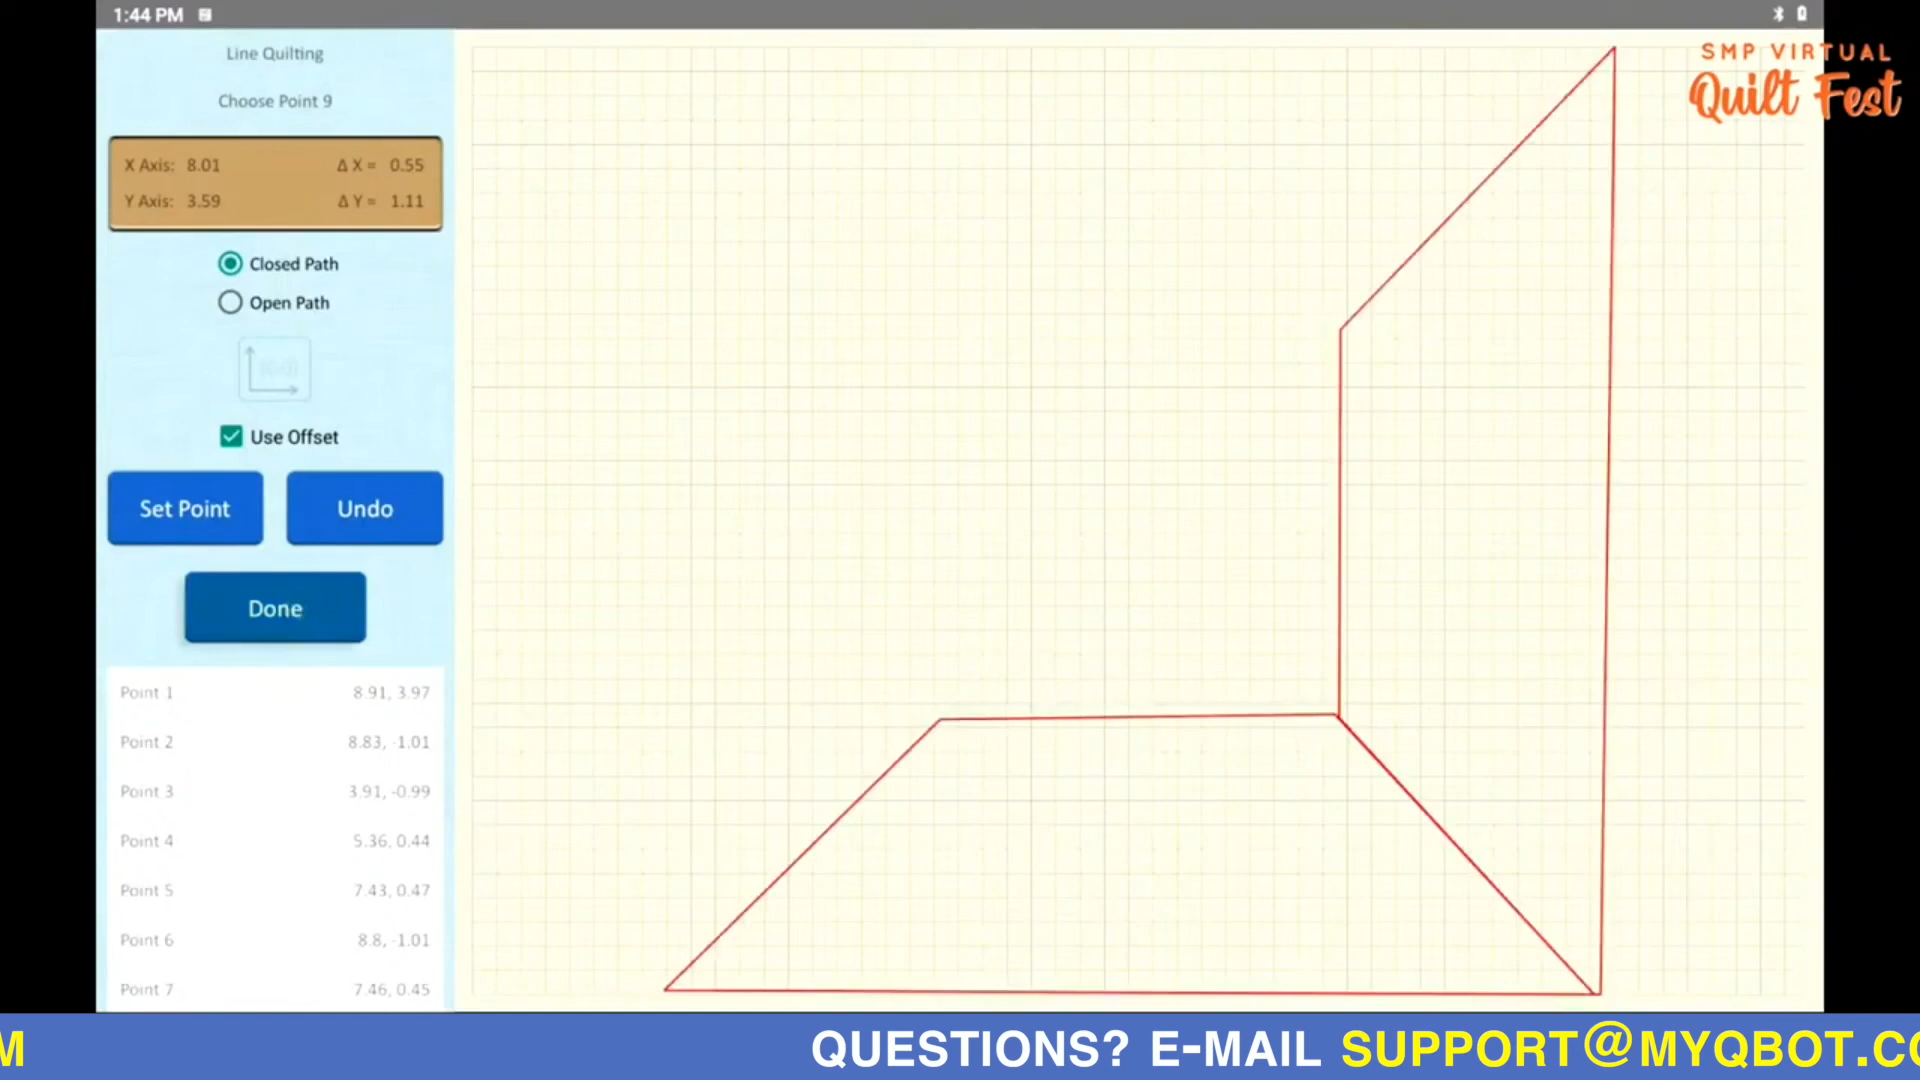 1:44 PM
SMP VIRTUAL
Quilt Fest
Line Quilting
Choose Point 9
X Axis: 8.01 Δ X = 0.55
Y Axis: 3.59 Δ Y = 1.11
Closed Path
Open Path
Use Offset
Set Point Undo
Done
Point 1 8.91, 3.97
Point 2 8.83, -1.01
Point 3 3.91, -0.99
Point 4 5.36, 0.44
Point 5 7.43, 0.47
Point 6 8.8, -1.01
Point 7 7.46, 0.45
M QUESTIONS? E-MAIL SUPPORT@MYQBOT.CO